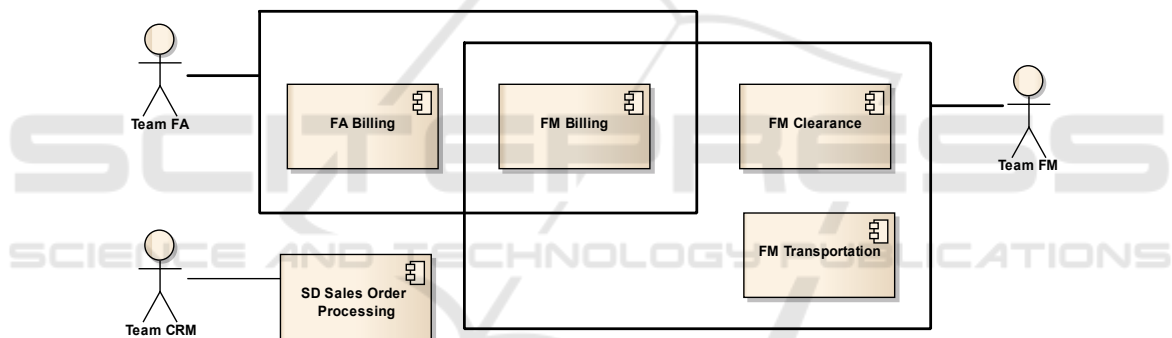 Team FA
FA Billing
FM Billing
FM Clearance
Team FM
SCITEPRESS
SCIENCE AND TECHNOLOGY PUBLICATIONS
FM Transportation
Team CRM
SD Sales Order
Processing